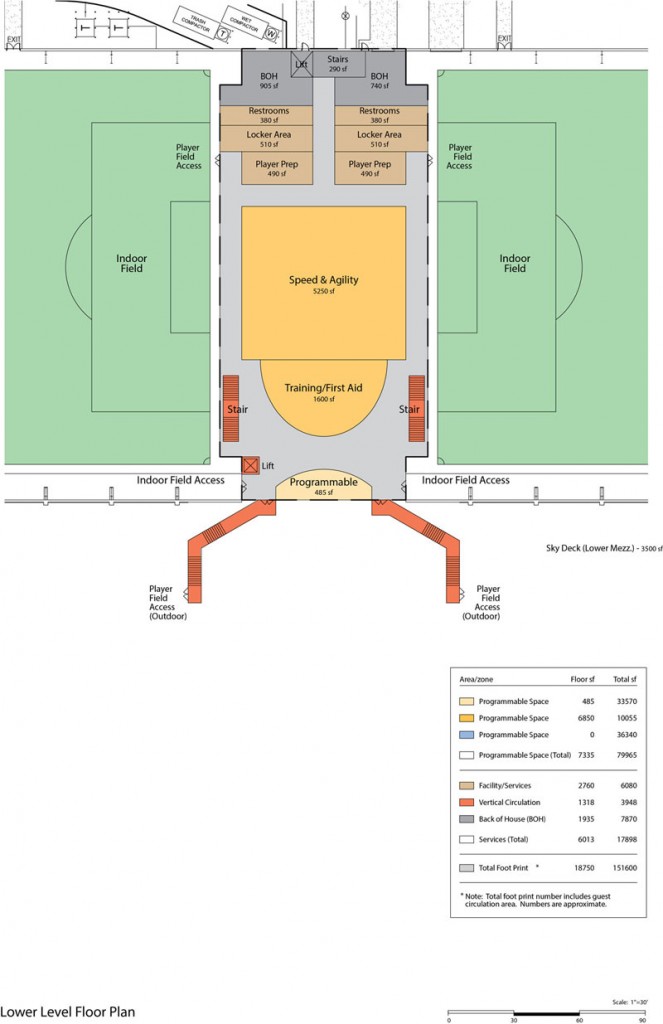 TRASH
COMPACTOR
T
WET
COMPACTOR
W
EXIT
EXIT
Lift
Stairs
290 sf
BOH
905 sf
BOH
740 sf
Restrooms
380 sf
Restrooms
380 sf
Locker Area
510 sf
Locker Area
510 sf
Player Prep
490 sf
Player Prep
490 sf
Player
Field
Access
Player
Field
Access
Indoor
Field
Speed & Agility
5250 sf
Indoor
Field
Training/First Aid
1600 sf
Stair
Stair
Lift
Indoor Field Access
Programmable
485 sf
Indoor Field Access
Sky Deck (Lower Mezz.) - 3500 sf
Player
Field
Access
(Outdoor)
Player
Field
Access
(Outdoor)
Area/zone Floor sf Total sf
Programmable Space 485 33570
Programmable Space 6850 10055
Programmable Space 0 36340
Programmable Space (Total) 7335 79965
Facility/Services 2760 6080
Vertical Circulation 1318 3948
Back of House (BOH) 1935 7870
Services (Total) 6013 17898
Total Foot Print * 18750 151600
* Note: Total foot print number includes guest
circulation area. Numbers are approximate.
Lower Level Floor Plan
Scale: 1"=30'
0 30 60 90